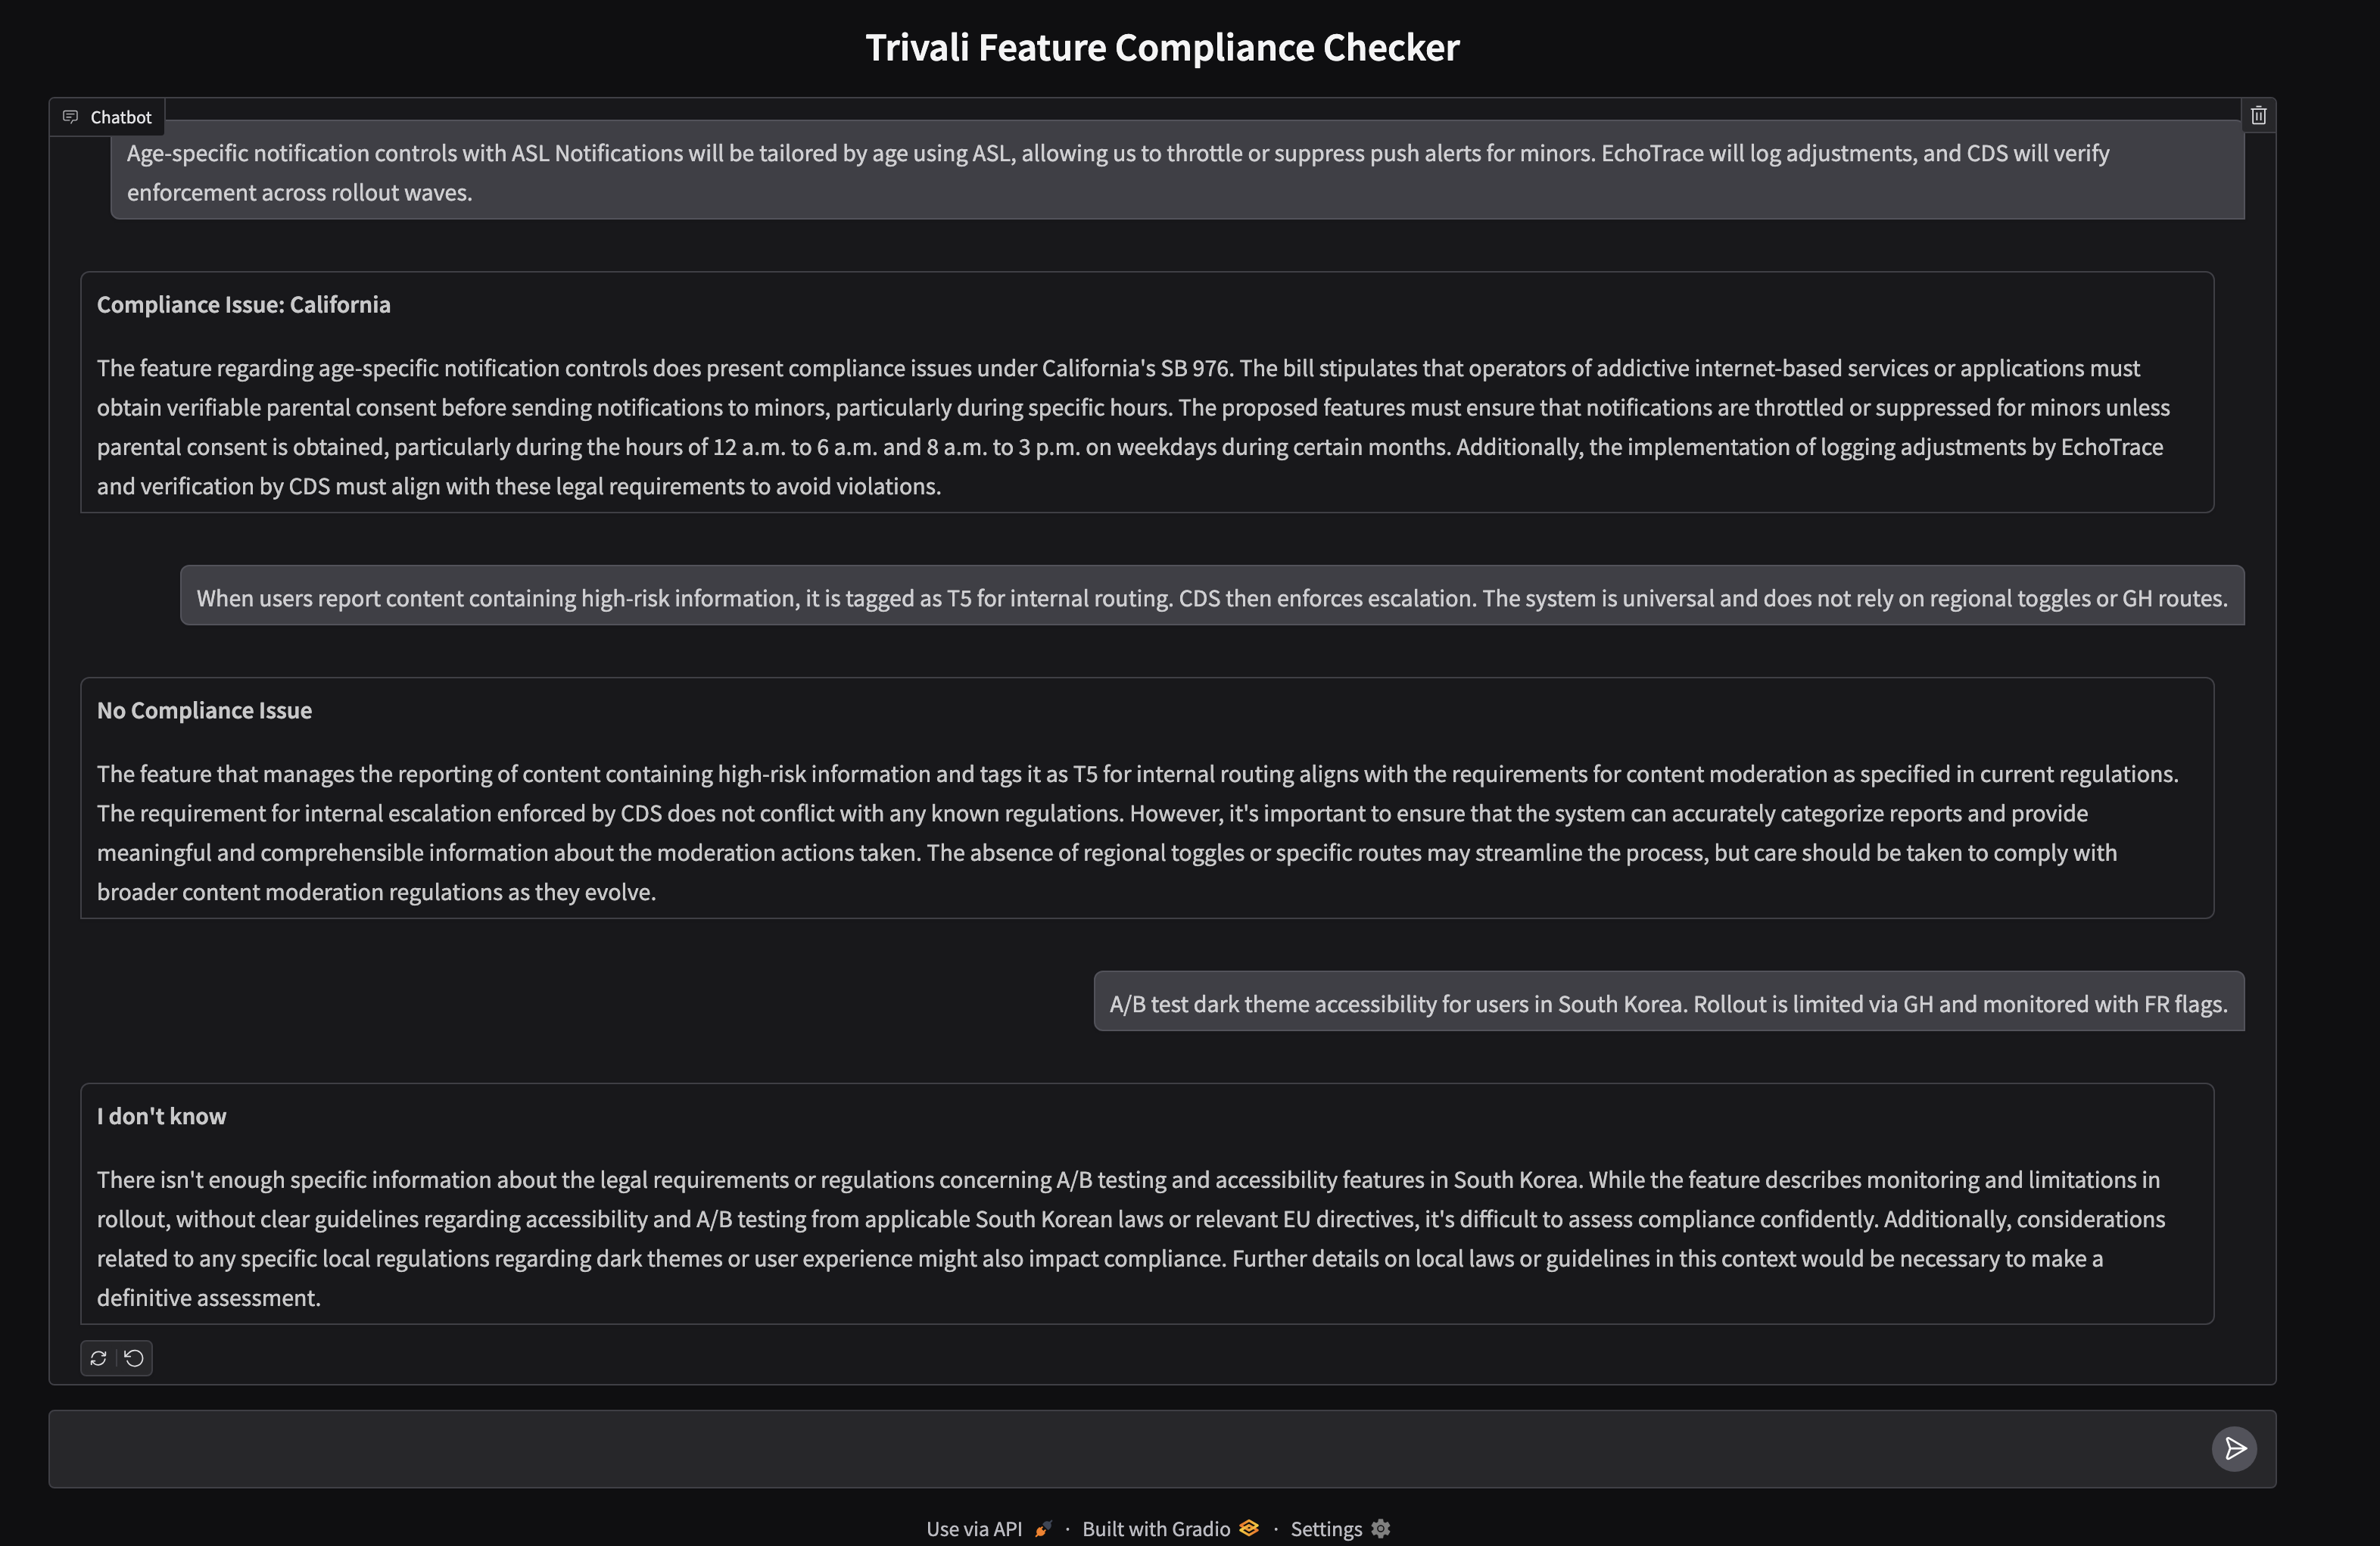 Trivali Feature Compliance Checker
Chatbot
Age-specific notification controls with ASL Notifications will be tailored by age using ASL, allowing us to throttle or suppress push alerts for minors. EchoTrace will log adjustments, and CDS will verify
enforcement across rollout waves.
Compliance Issue: California
The feature regarding age-specific notification controls does present compliance issues under California's SB 976. The bill stipulates that operators of addictive internet-based services or applications must
obtain verifiable parental consent before sending notifications to minors, particularly during specific hours. The proposed features must ensure that notifications are throttled or suppressed for minors unless
parental consent is obtained, particularly during the hours of 12 a.m. to 6 a.m. and 8 a.m. to 3 p.m. on weekdays during certain months. Additionally, the implementation of logging adjustments by EchoTrace
and verification by CDS must align with these legal requirements to avoid violations.
When users report content containing high-risk information, it is tagged as T5 for internal routing. CDS then enforces escalation. The system is universal and does not rely on regional toggles or GH routes.
No Compliance Issue
The feature that manages the reporting of content containing high-risk information and tags it as T5 for internal routing aligns with the requirements for content moderation as specified in current regulations.
The requirement for internal escalation enforced by CDS does not conflict with any known regulations. However, it's important to ensure that the system can accurately categorize reports and provide
meaningful and comprehensible information about the moderation actions taken. The absence of regional toggles or specific routes may streamline the process, but care should be taken to comply with
broader content moderation regulations as they evolve.
A/B test dark theme accessibility for users in South Korea. Rollout is limited via GH and monitored with FR flags.
I don't know
There isn't enough specific information about the legal requirements or regulations concerning A/B testing and accessibility features in South Korea. While the feature describes monitoring and limitations in
rollout, without clear guidelines regarding accessibility and A/B testing from applicable South Korean laws or relevant EU directives, it's difficult to assess compliance confidently. Additionally, considerations
related to any specific local regulations regarding dark themes or user experience might also impact compliance. Further details on local laws or guidelines in this context would be necessary to make a
definitive assessment.
Use via API · Built with Gradio · Settings